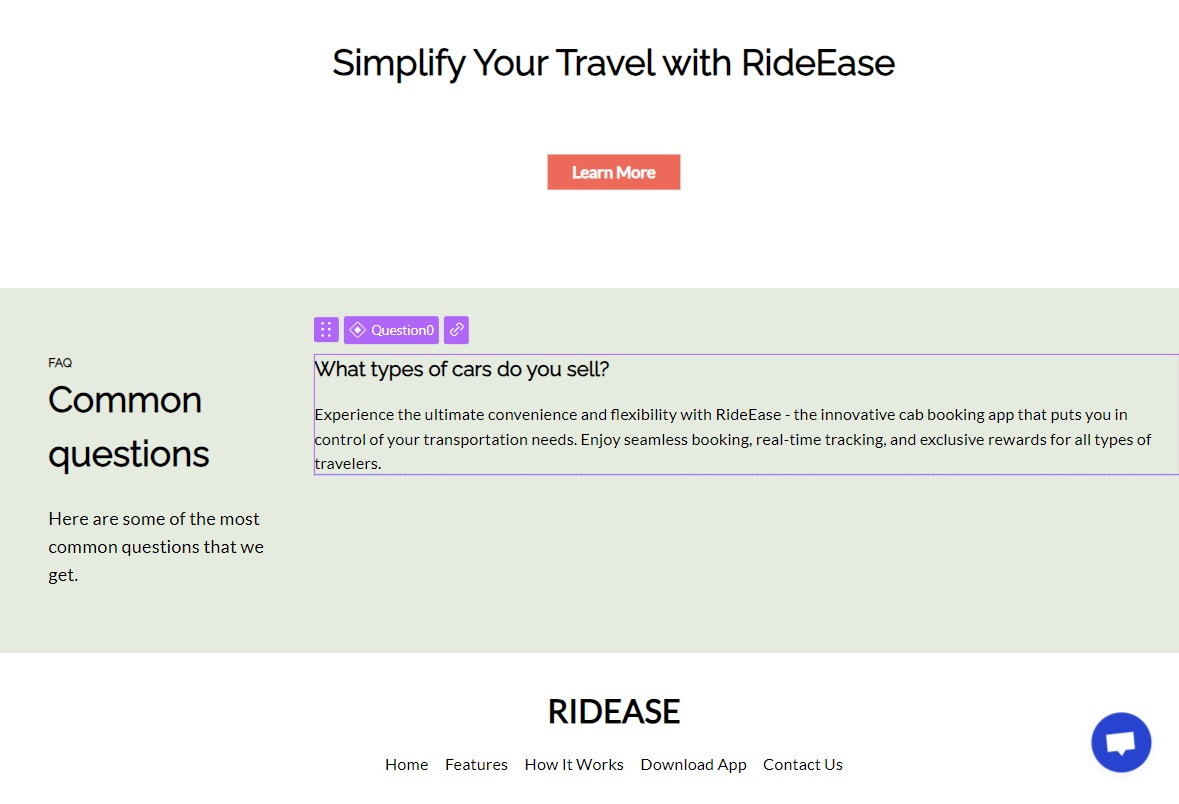 Simplify Your Travel with RideEase
Learn More
Question0
FAQ
Common
questions
Here are some of the most
common questions that we
get.
What types of cars do you sell?
Experience the ultimate convenience and flexibility with RideEase - the innovative cab booking app that puts you in
control of your transportation needs. Enjoy seamless booking, real-time tracking, and exclusive rewards for all types of
travelers.
RIDEASE
Home Features How It Works Download App Contact Us